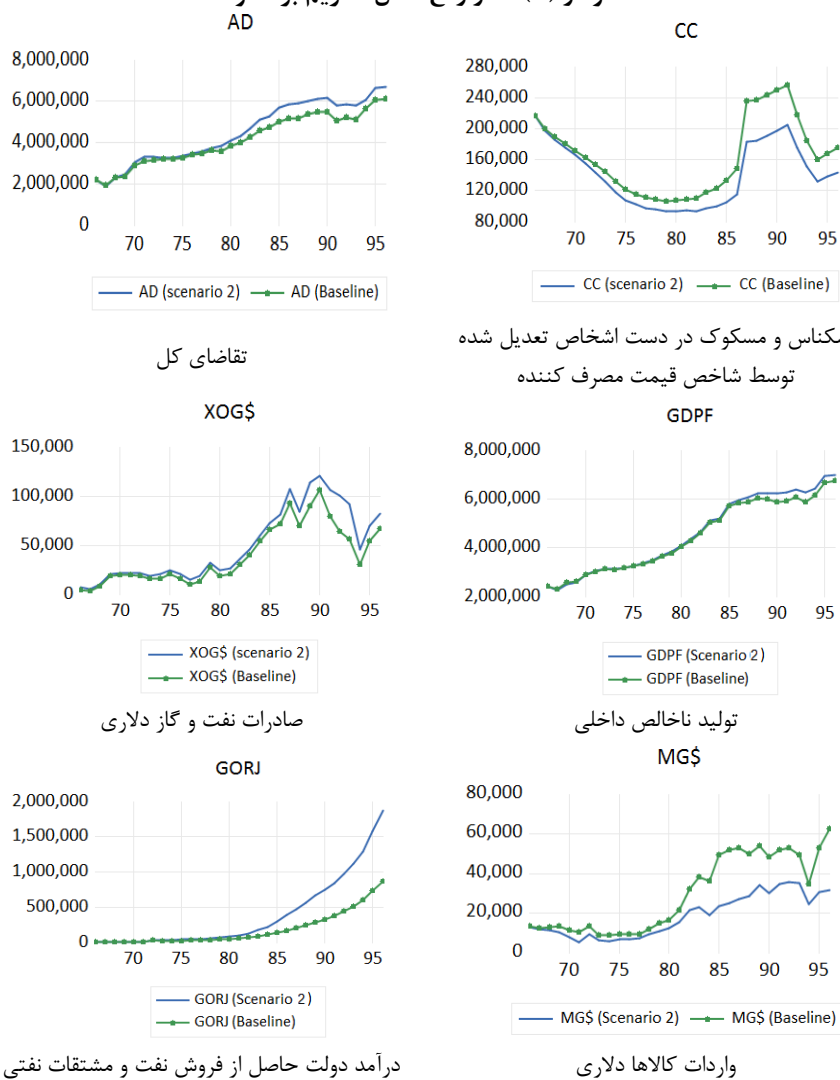 AD
8,000,000
6,000,000
4,000,000
2,000,000
0
70 75 80 85 90 95
AD (scenario 2) AD (Baseline)
تقاضای کل
CC
280,000
240,000
200,000
160,000
120,000
80,000
70 75 80 85 90 95
CC (scenario 2) CC (Baseline)
و مسکوک در دست اشخاص تعدیل شده
توسط شاخص قیمت مصرف کننده
XOG$
150,000
100,000
50,000
0
70 75 80 85 90 95
XOG$ (scenario 2)
XOG$ (Baseline)
صادرات نفت و گاز دلاری
GDPF
8,000,000
6,000,000
4,000,000
2,000,000
70 75 80 85 90 95
GDPF (Scenario 2)
GDPF (Baseline)
تولید ناخالص داخلی
GORJ
2,000,000
1,500,000
1,000,000
500,000
0
70 75 80 85 90 95
GORJ (Scenario 2)
GORJ (Baseline)
درآمد دولت حاصل از فروش نفت و مشتقات نفتی
MG$
80,000
60,000
40,000
20,000
0
70 75 80 85 90 95
MG$ (Scenario 2) MG$ (Baseline)
واردات کالاها دلاری